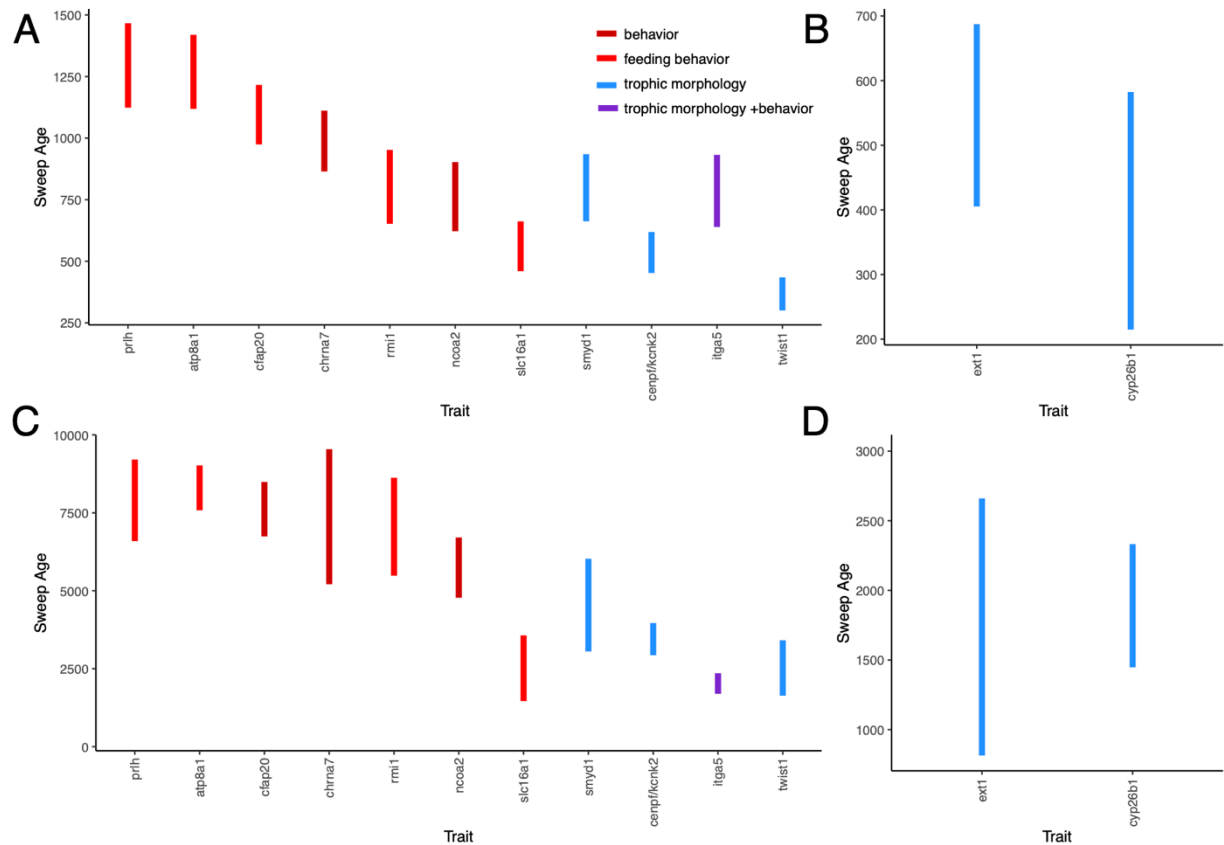 A
Sweep Age
1500
1250
1000
750
500
250
behavior
feeding behavior
trophic morphology
trophic morphology +behavior
prlh
atp8a1
cfap20
chrna7
rmi1
ncoa2
slc16a1
smyd1
cenpf/kcnk2
itga5
twist1
Trait
B
Sweep Age
700
600
500
400
300
200
ext1
cyp26b1
Trait
C
Sweep Age
10000
7500
5000
2500
0
prlh
atp8a1
cfap20
chrna7
rmi1
ncoa2
slc16a1
smyd1
cenpf/kcnk2
itga5
twist1
Trait
D
Sweep Age
3000
2500
2000
1500
1000
ext1
cyp26b1
Trait